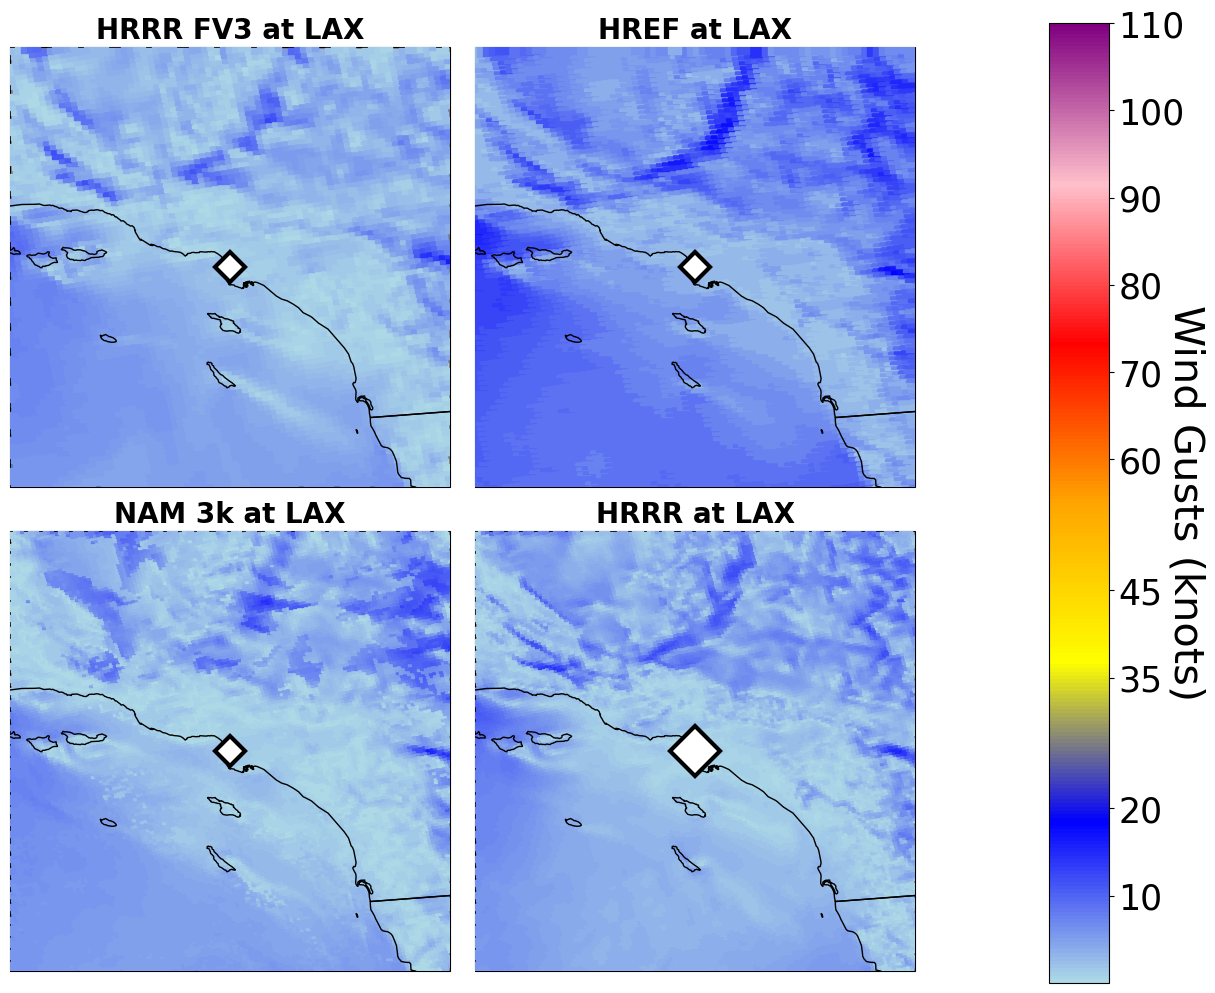 HRRR FV3 at LAX
HREF at LAX
NAM 3k at LAX
HRRR at LAX
110
100
90
80
70
60
45
35
20
10
Wind Gusts (knots)